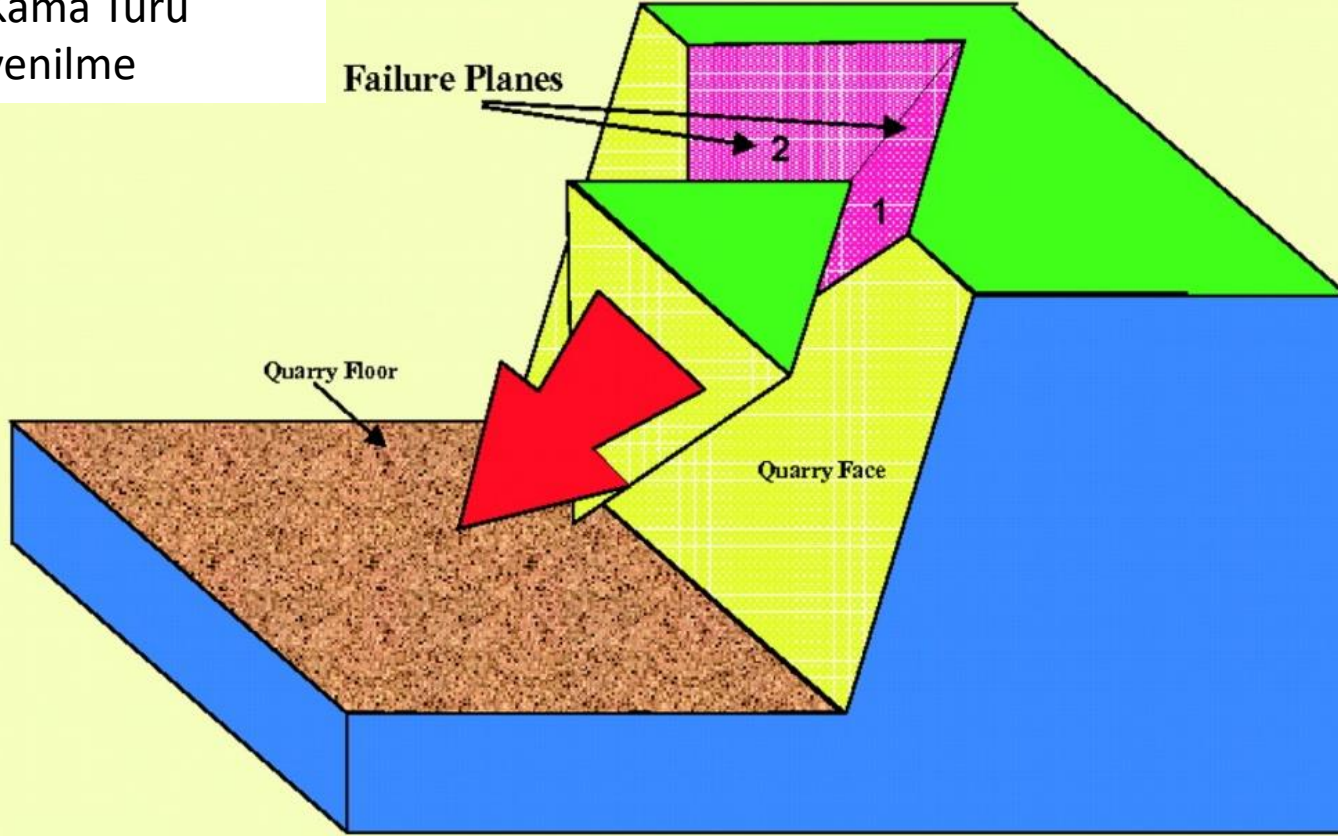 Kama Türü
yenilme
Failure Planes
2
1
Quarry Floor
Quarry Face